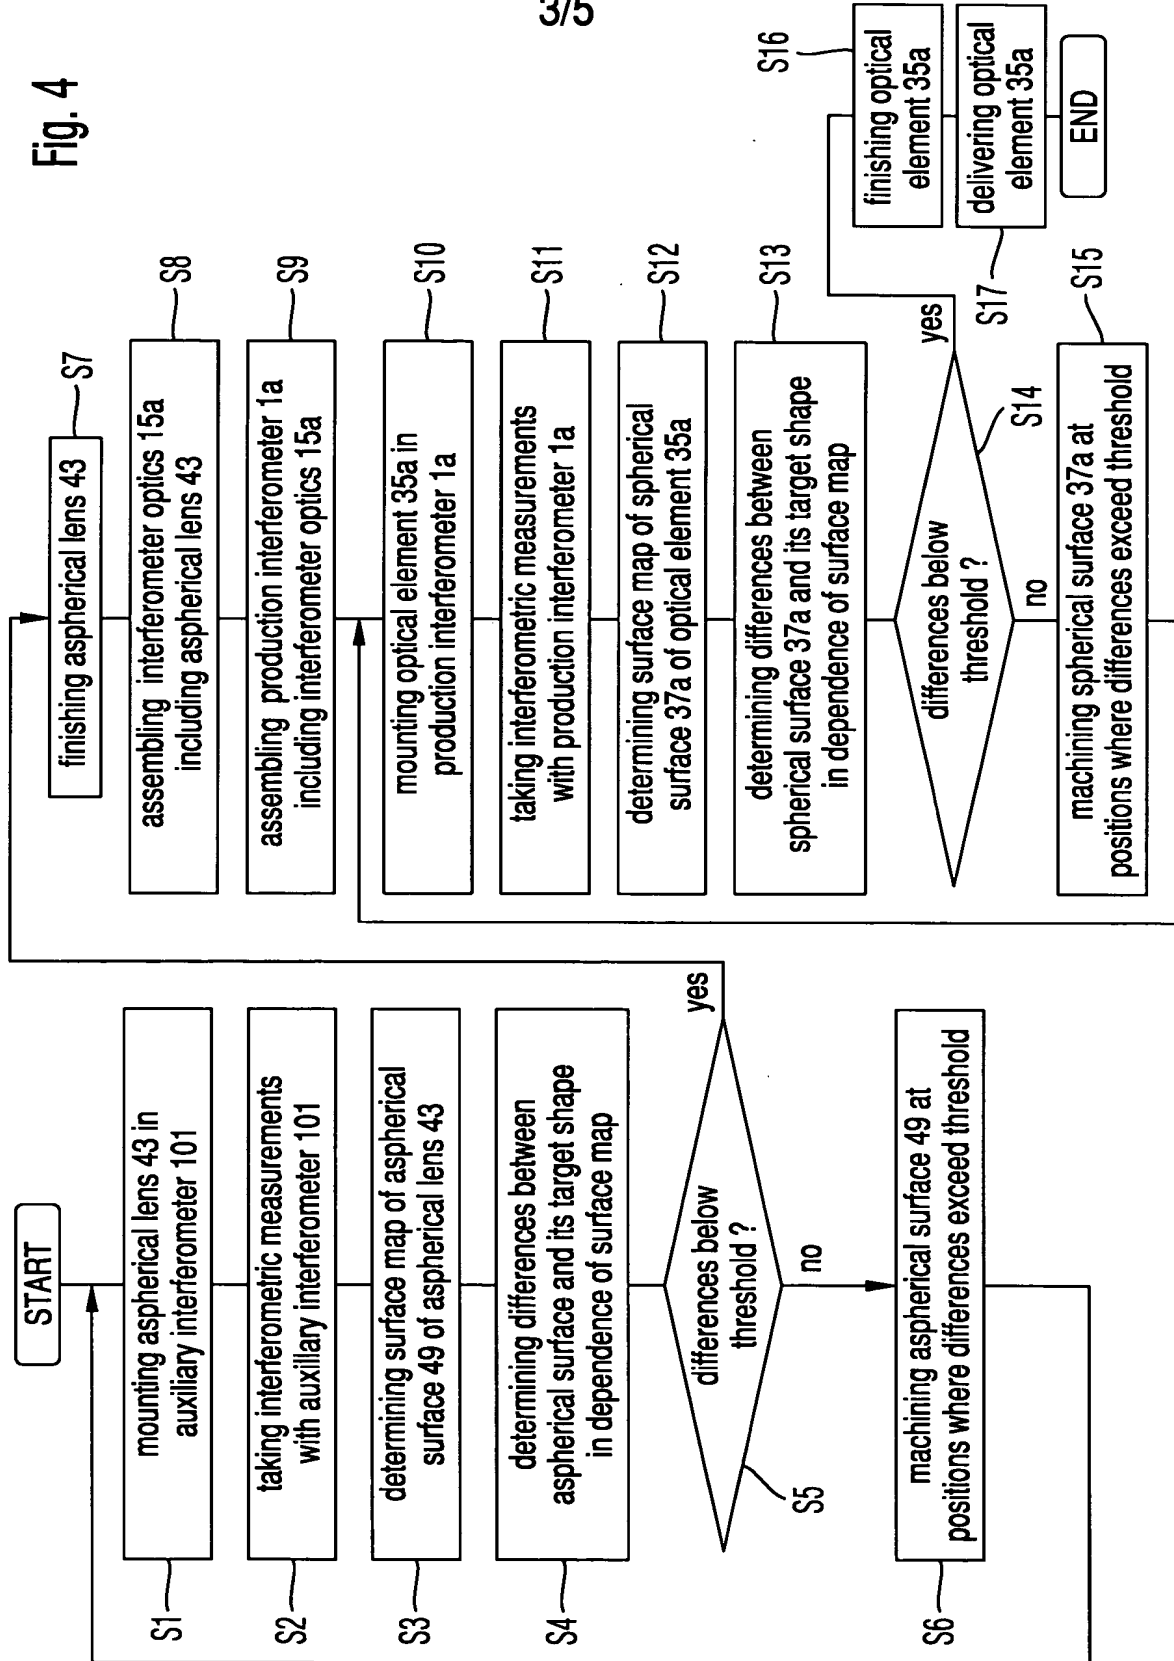 3/5
Fig. 4
START
S1
mounting aspherical lens 43 in
auxiliary interferometer 101
S2
taking interferometric measurements
with auxillary interferometer 101
S3
determining surface map of aspherical
surface 49 of aspherical lens 43
S4
determining differences between
aspherical surface and its target shape
in dependence of surface map
S5
differences below
threshold ?
yes
no
S6
machining aspherical surface 49 at
positions where differences exceed threshold
S7
finishing aspherical lens 43
S8
assembling interferometer optics 15a
including aspherical lens 43
S9
assembling production interferometer 1a
including interferometer optics 15a
S10
mounting optical element 35a in
production interferometer 1a
S11
taking interferometric measurements
with production interferometer 1a
S12
determining surface map of spherical
surface 37a of optical element 35a
S13
determining differences between
spherical surface 37a and its target shape
in dependence of surface map
S14
differences below
threshold ?
yes
no
S15
machining spherical surface 37a at
positions where differences exceed threshold
S16
finishing optical
element 35a
S17
delivering optical
element 35a
END